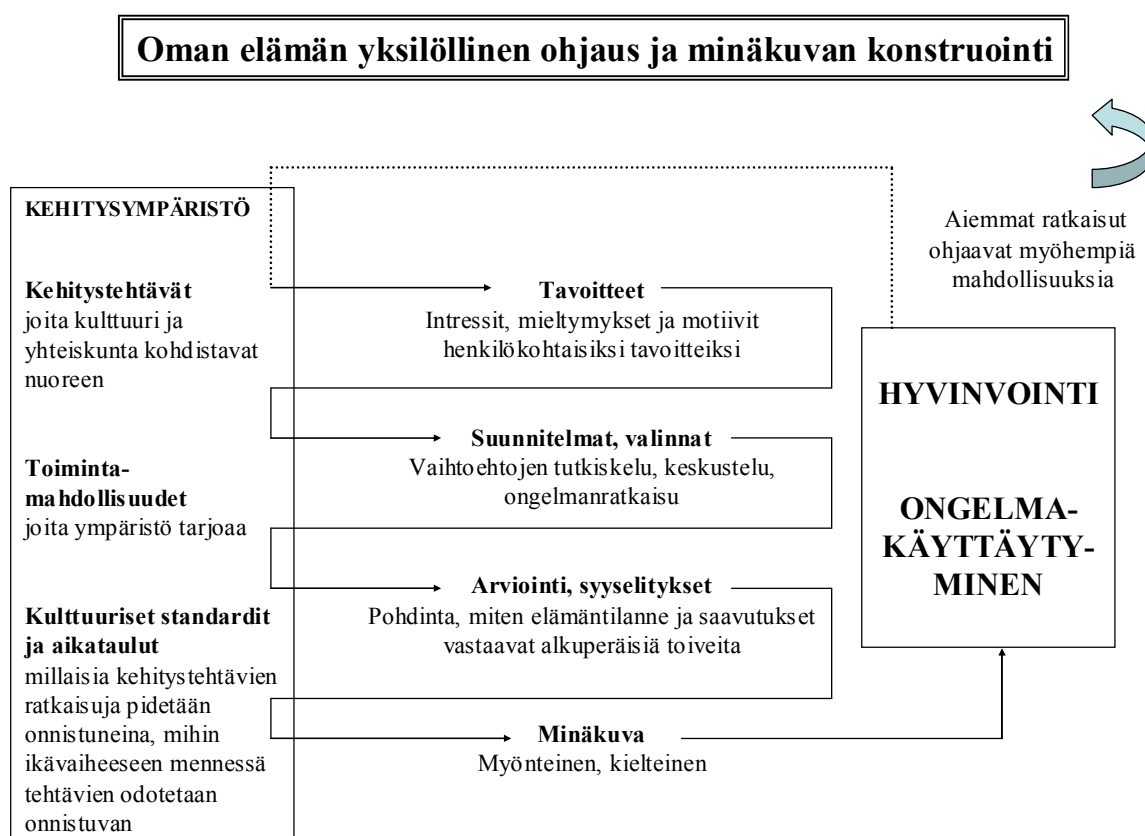 Oman elämän yksilöllinen ohjaus ja minäkuvan konstruointi
KEHITYSYMPÄRISTÖ
Kehitystehtävät
joita kulttuuri ja
yhteiskunta kohdistavat
nuoreen
Toiminta-
mahdollisuudet
joita ympäristö tarjoaa
Kulttuuriset standardit
ja aikataulut
millaisia kehitystehtävien
ratkaisuja pidetään
onnistuneina, mihin
ikävaiheeseen mennessä
tehtävien odotetaan
onnistuvan
Tavoitteet
Intressit, mieltymykset ja motiivit
henkilökohtaisiksi tavoitteiksi
Suunnitelmat, valinnat
Vaihtoehtojen tutkiskelu, keskustelu,
ongelmanratkaisu
Arviointi, syyselitykset
Pohdinta, miten elämäntilanne ja saavutukset
vastaavat alkuperäisiä toiveita
Minäkuva
Myönteinen, kielteinen
Aiemmat ratkaisut
ohjaavat myöhempiä
mahdollisuuksia
HYVINVOINTI
ONGELMA-
KÄYTTÄYTY-
MINEN